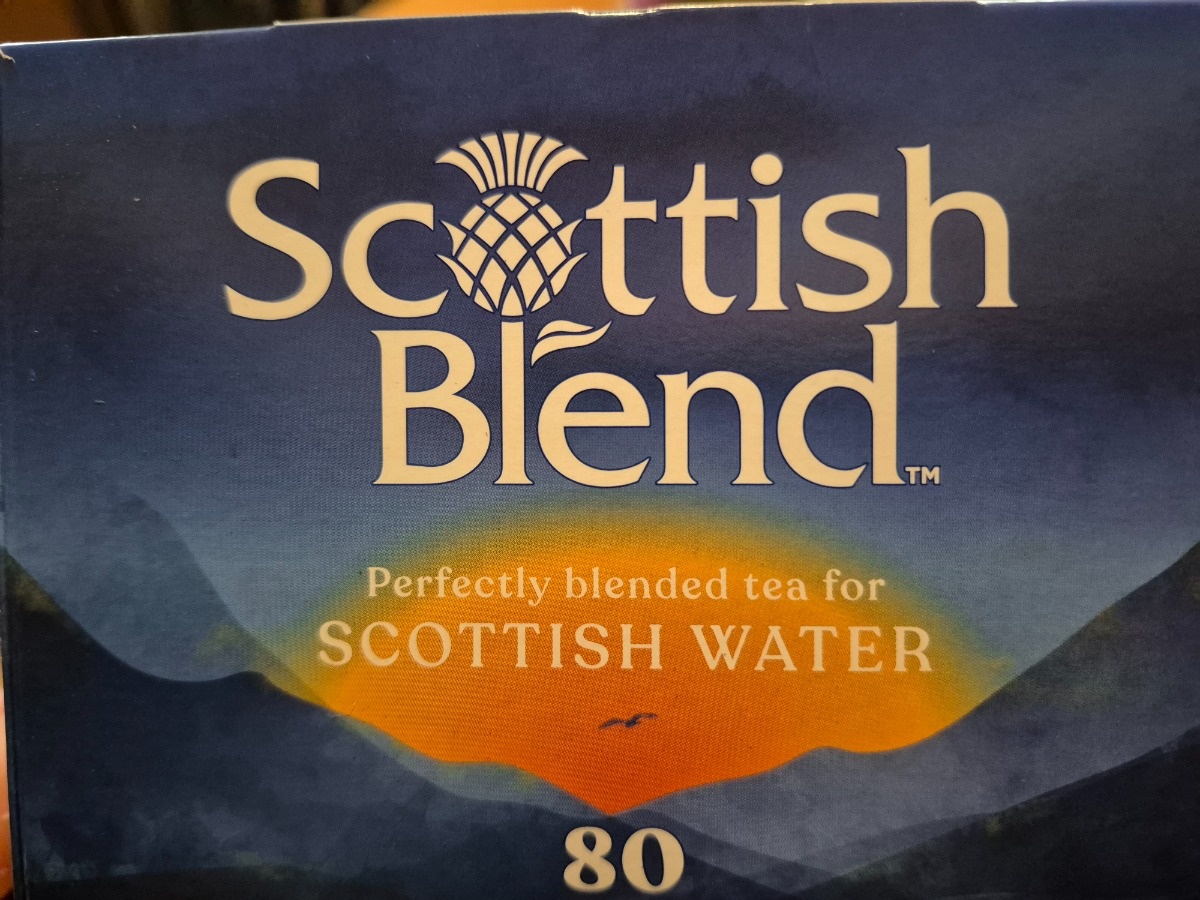 Scottish
Blend™
Perfectly blended tea for
SCOTTISH WATER
80